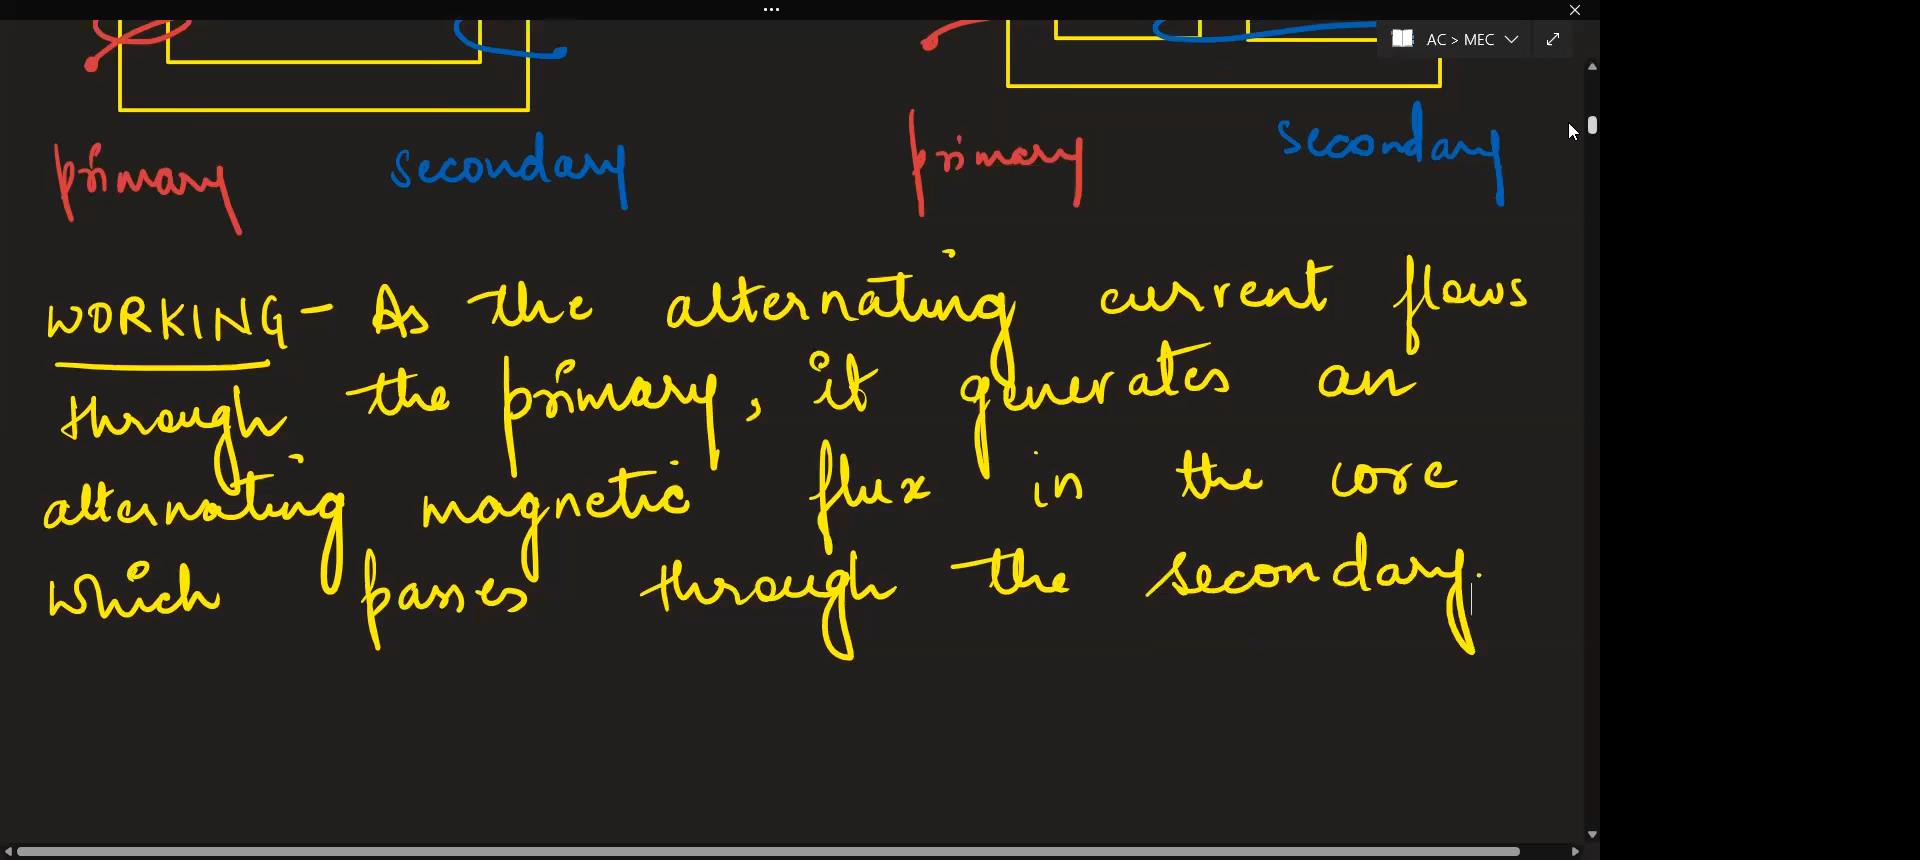 AC > MEC
primary secondary primary secondary
WORKING - As the alternating current flows
through the primary, it generates an
alternating magnetic flux in the core
which passes through the secondary.